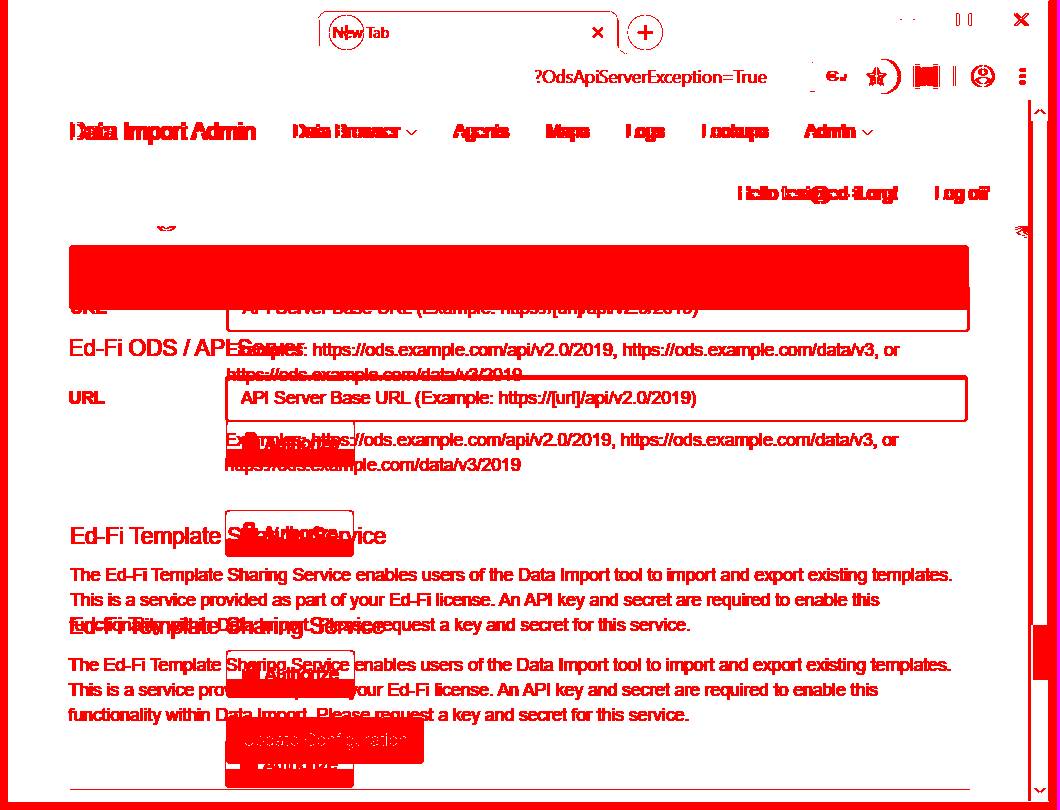 New Tab
?OdsApiServerException=True
Data Import Admin Agents Maps Logs Lookups Admin
Log off
URL API Server Base URL (Example: https://[url]/api/v2.0/2019)
Ed-Fi ODS / API Server
Examples: https://ods.example.com/api/v2.0/2019, https://ods.example.com/data/v3, or
https://ods.example.com/data/v3/2019
URL API Server Base URL (Example: https://[url]/api/v2.0/2019)
Authorize
Examples: https://ods.example.com/api/v2.0/2019, https://ods.example.com/data/v3, or
https://ods.example.com/data/v3/2019
Authorize
Ed-Fi Template Sharing Service
The Ed-Fi Template Sharing Service enables users of the Data Import tool to import and export existing templates.
This is a service provided as part of your Ed-Fi license. An API key and secret are required to enable this
functionality within Data Import. Please request a key and secret for this service.
Ed-Fi Template Sharing Service
The Ed-Fi Template Sharing Service enables users of the Data Import tool to import and export existing templates.
Authorize
This is a service your Ed-Fi license. An API key and secret are required to enable this
functionality within Data Import. Please request a key and secret for this service.
Update Configuration
Authorize